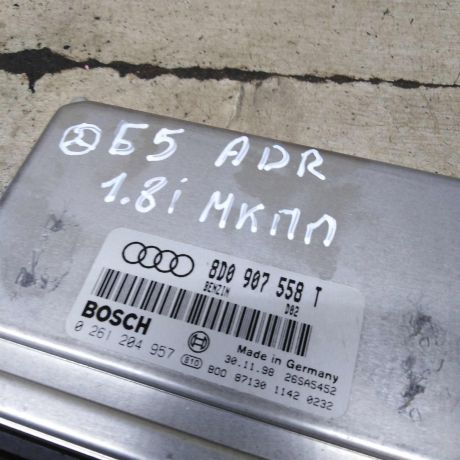 Б5 ADR
1.8i МКПП
8D0 907 558 T
BENZIN D02
BOSCH
0 261 204 957
Made in Germany
30.11.98 26SA5452
B00 87130 1142 0232